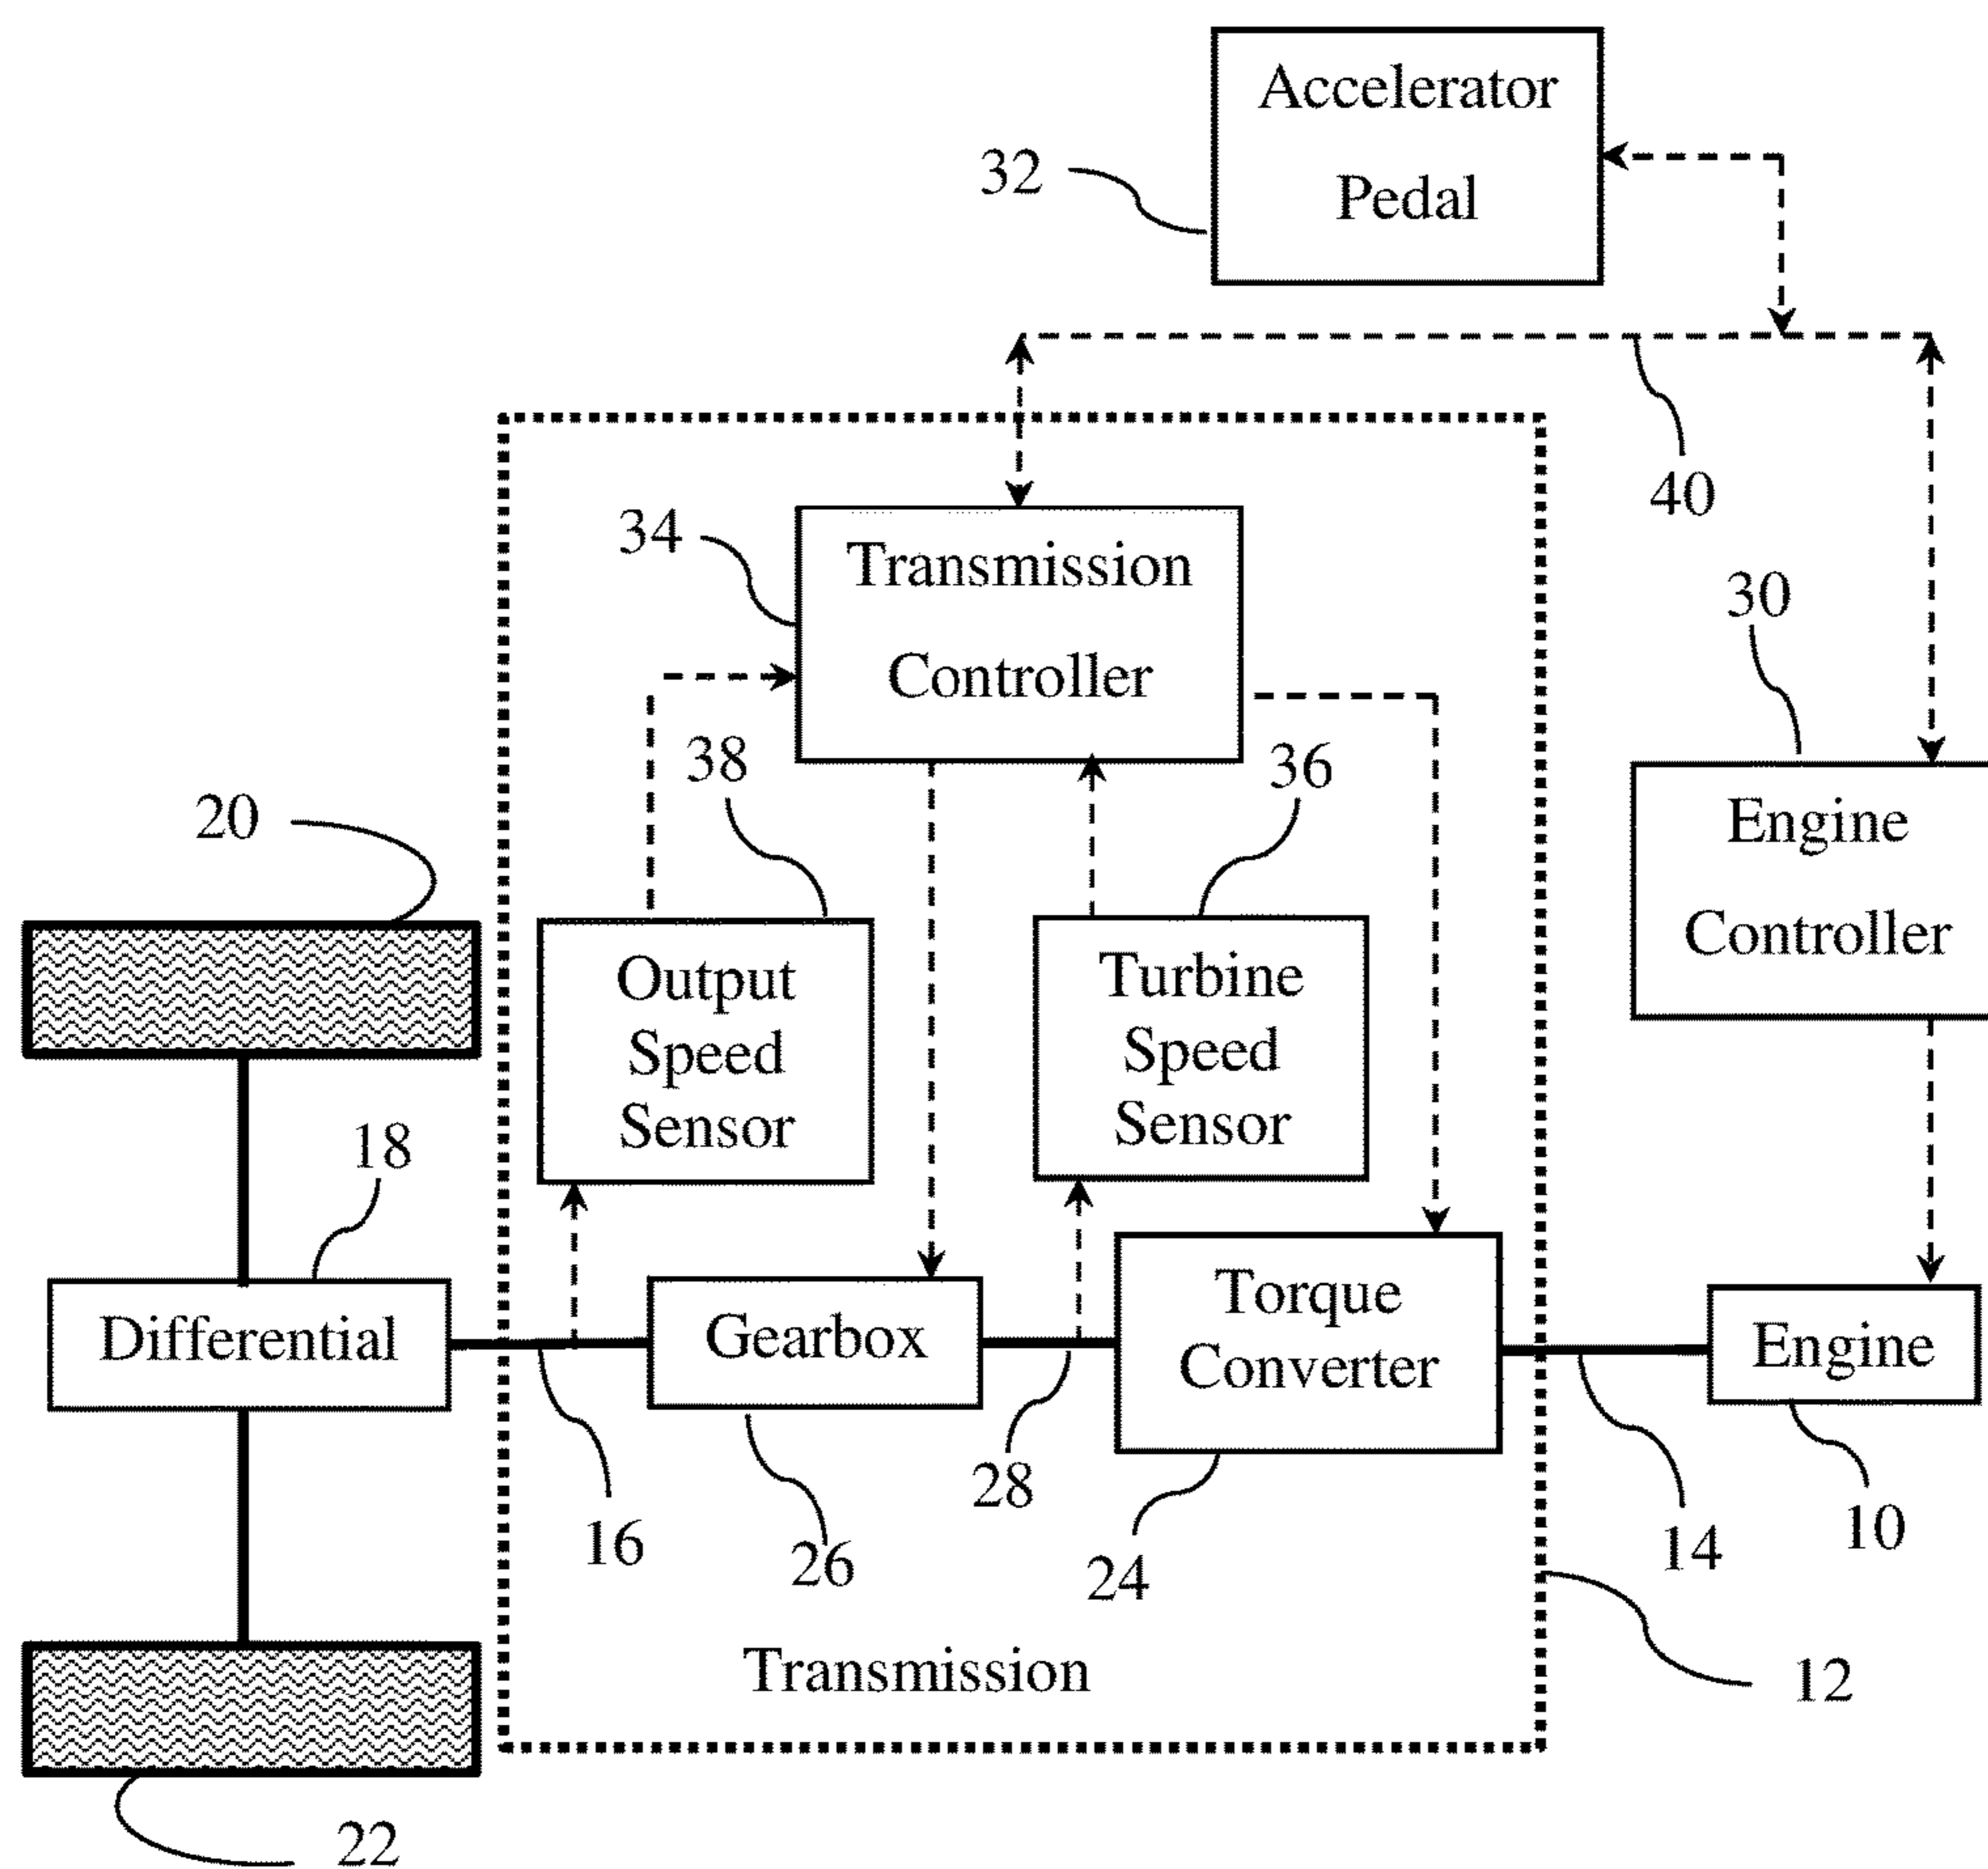 Accelerator
Pedal
32
40
34
Transmission
Controller
30
38
36
Engine
Controller
20
Output
Speed
Sensor
Turbine
Speed
Sensor
18
Differential
Gearbox
Torque
Converter
Engine
16
26
28
24
14
10
Transmission
12
22